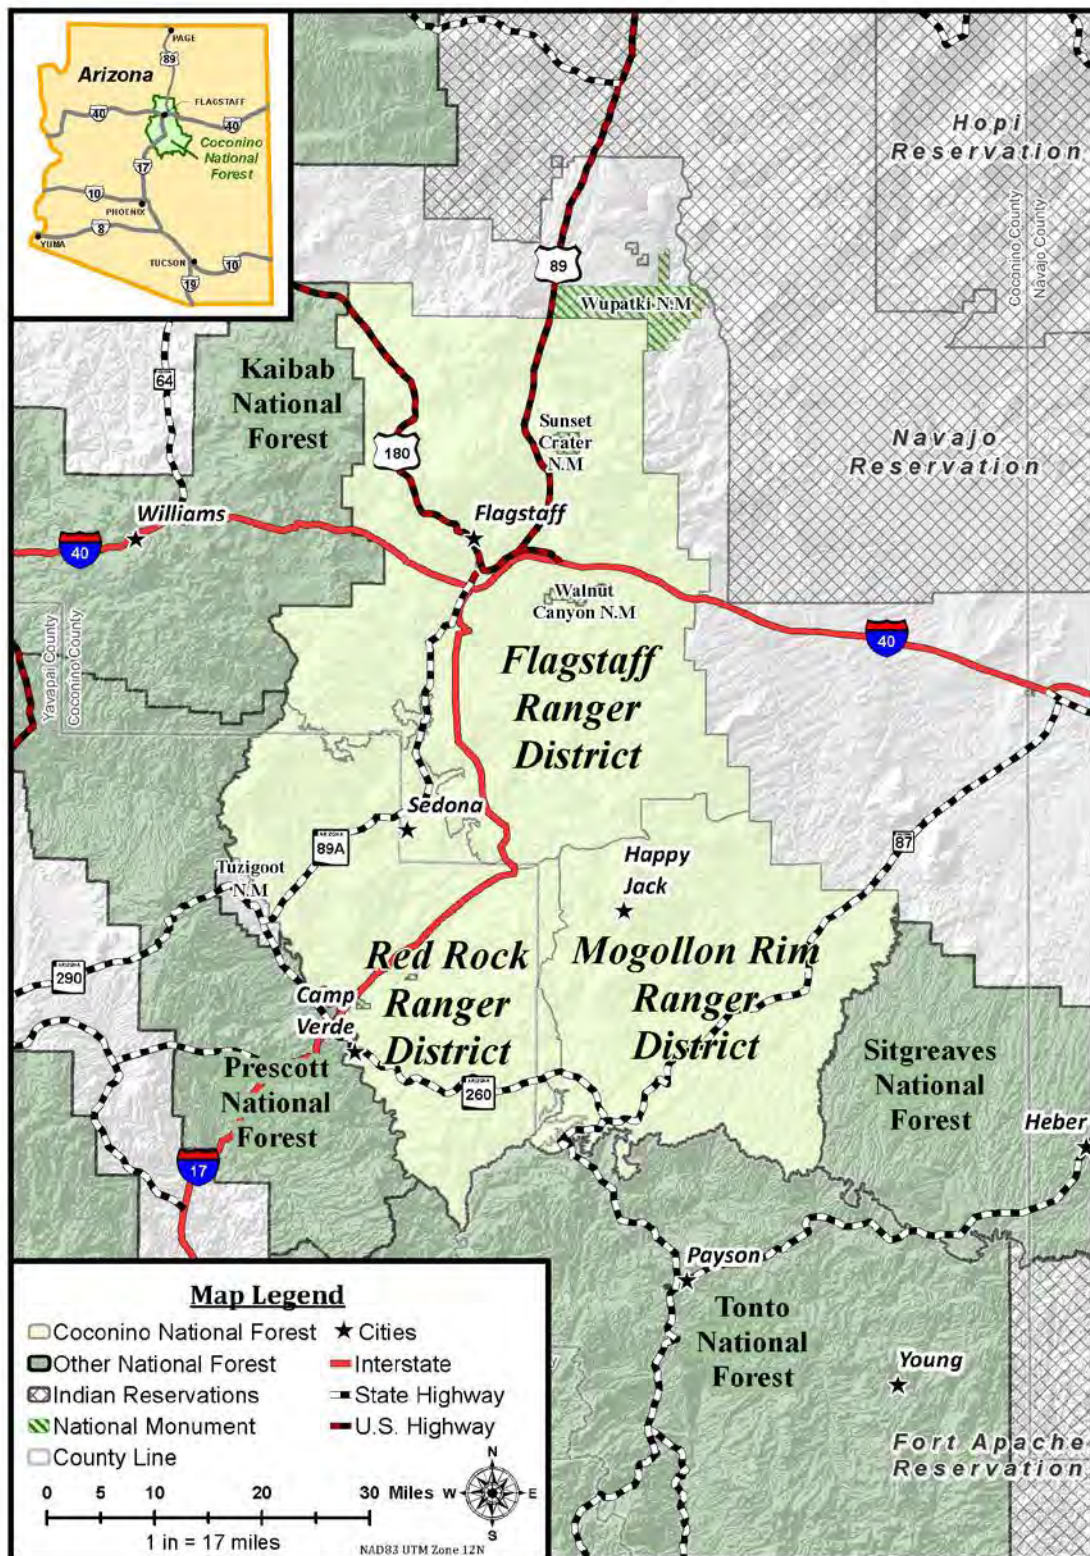 PAGE
89
Arizona
FLAGSTAFF
40
40
Coconino
National
Forest
17
10
PHOENIX
8
YUMA
TUCSON
10
19
Hopi
Reservation
Coconino County
Navajo County
89
Wupatki N.M
64
Kaibab
National
Forest
180
Sunset
Crater
N.M
Navajo
Reservation
Williams
Flagstaff
40
Walnut
Canyon N.M
40
Yavapai County
Coconino County
Flagstaff
Ranger
District
Sedona
ARIZONA
89A
87
Happy
Jack
Tuzigoot
N.M
Red Rock
Ranger
District
Mogollon Rim
Ranger
District
ARIZONA
290
Camp
Verde
Prescott
National
Forest
ARIZONA
260
Sitgreaves
National
Forest
Heber
17
Payson
Tonto
National
Forest
Young
Fort Apache
Reservation
Map Legend
Coconino National Forest
Cities
Other National Forest
Interstate
Indian Reservations
State Highway
National Monument
U.S. Highway
County Line
N
W
E
S
0 5 10 20 30 Miles
1 in = 17 miles
NAD83 UTM Zone 12N